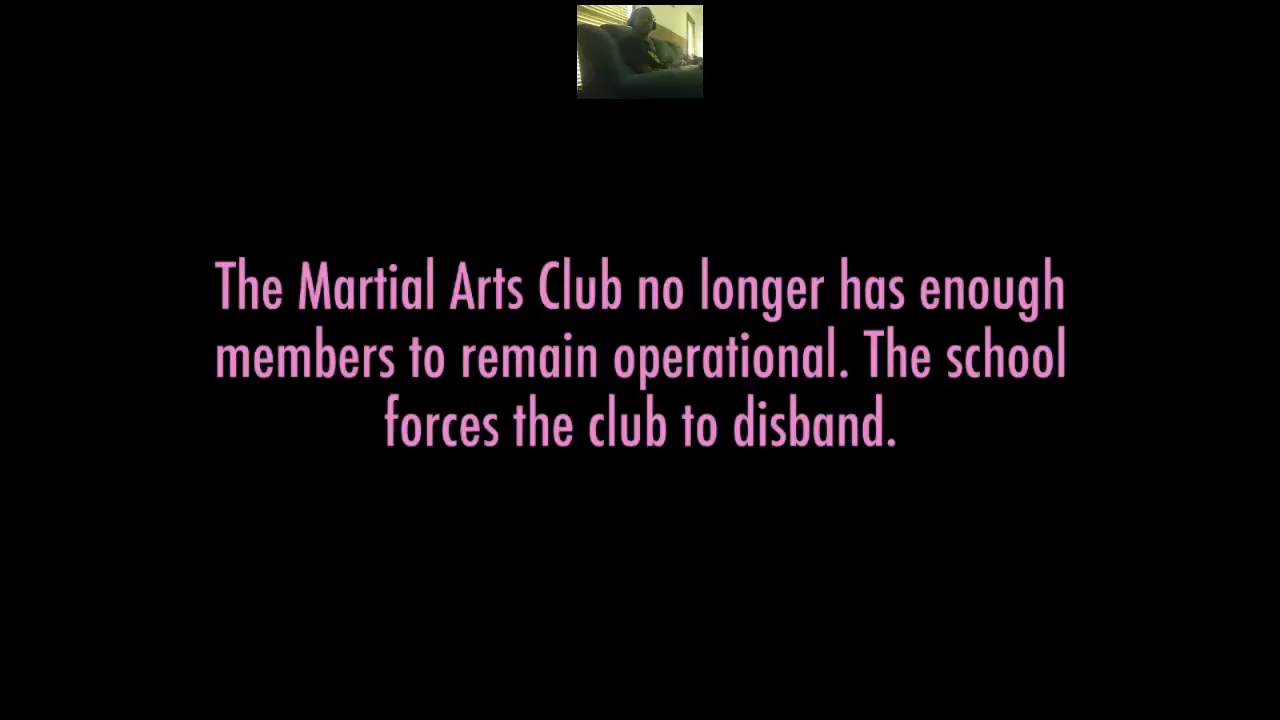 The Martial Arts Club no longer has enough
members to remain operational. The school
forces the club to disband.